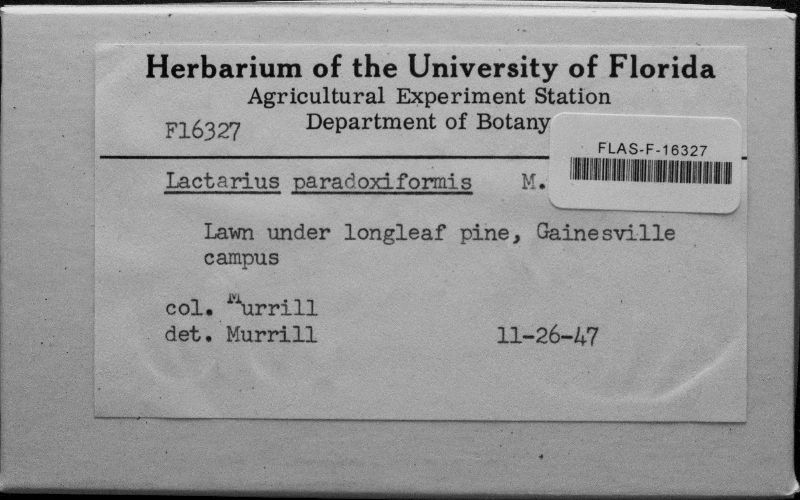 Herbarium of the University of Florida
Agricultural Experiment Station
F16327 Department of Botany
FLAS-F-16327
Lactarius paradoxiformis M.
Lawn under longleaf pine, Gainesville
campus
col. Murrill
det. Murrill 11-26-47